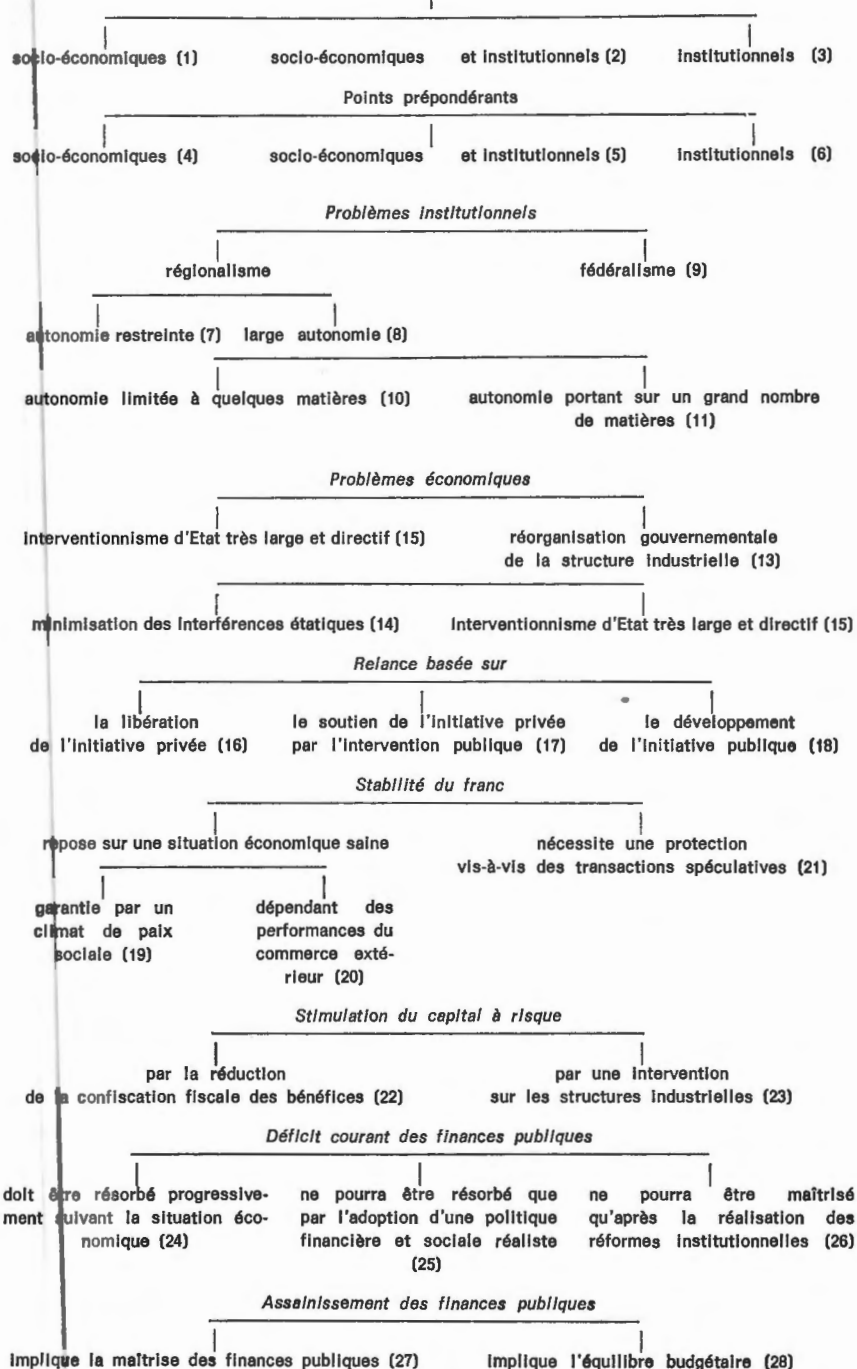 socio-économiques (1) socio-économiques et institutionnels (2) institutionnels (3)
Points prépondérants
socio-économiques (4) socio-économiques et institutionnels (5) institutionnels (6)
Problèmes institutionnels
régionalisme fédéralisme (9)
autonomie restreinte (7) large autonomie (8)
autonomie limitée à quelques matières (10) autonomie portant sur un grand nombre
de matières (11)
Problèmes économiques
interventionnisme d'Etat très large et directif (15) réorganisation gouvernementale
de la structure industrielle (13)
minimisation des interférences étatiques (14) interventionnisme d'Etat très large et directif (15)
Relance basée sur
la libération le soutien de l'initiative privée le développement
de l'initiative privée (16) par l'intervention publique (17) de l'initiative publique (18)
Stabilité du franc
repose sur une situation économique saine nécessite une protection
vis-à-vis des transactions spéculatives (21)
garantie par un dépendant des
climat de paix performances du
sociale (19) commerce exté-
rieur (20)
Stimulation du capital à risque
par la réduction par une intervention
de la confiscation fiscale des bénéfices (22) sur les structures industrielles (23)
Déficit courant des finances publiques
doit être résorbé progressive- ne pourra être résorbé que ne pourra être maîtrisé
ment suivant la situation éco- par l'adoption d'une politique qu'après la réalisation des
nomique (24) financière et sociale réaliste réformes institutionnelles (26)
(25)
Assainissement des finances publiques
implique la maîtrise des finances publiques (27) implique l'équilibre budgétaire (28)